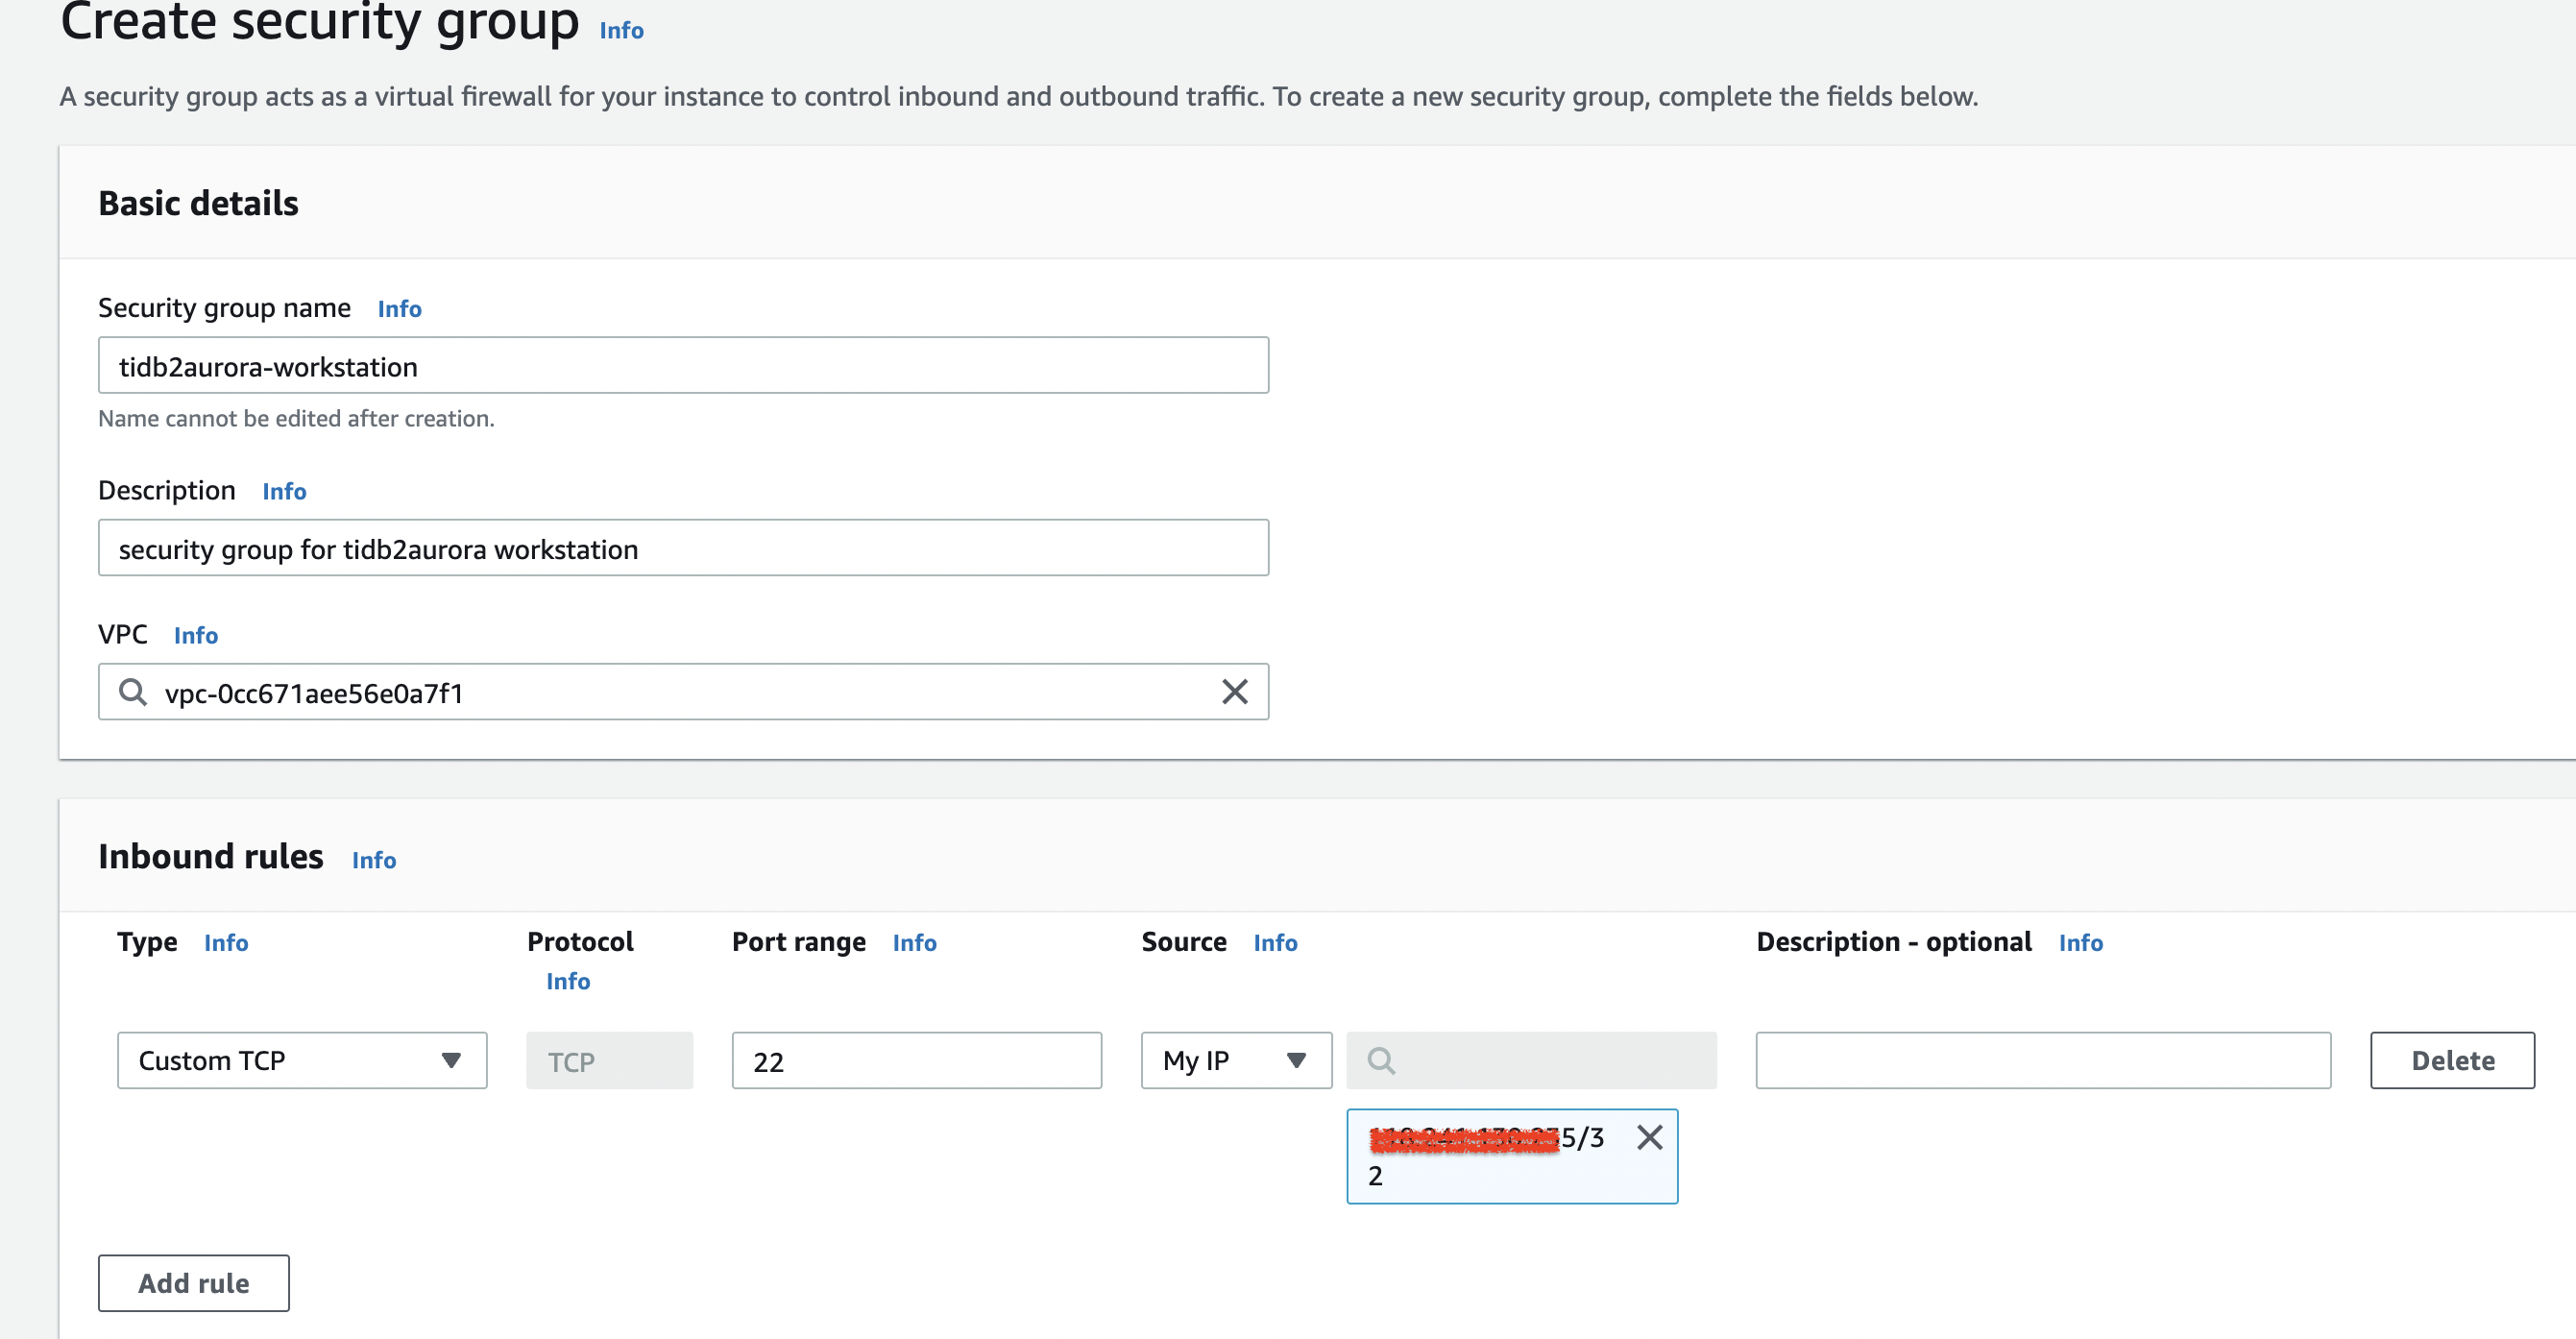 Create security group Info
A security group acts as a virtual firewall for your instance to control inbound and outbound traffic. To create a new security group, complete the fields below.
Basic details
Security group name Info
tidb2aurora-workstation
Name cannot be edited after creation.
Description Info
security group for tidb2aurora workstation
VPC Info
vpc-0cc671aee56e0a7f1
Inbound rules Info
Type Info Protocol Port range Info Source Info Description - optional Info
Info
Custom TCP TCP 22 My IP Delete
5/3
2
Add rule